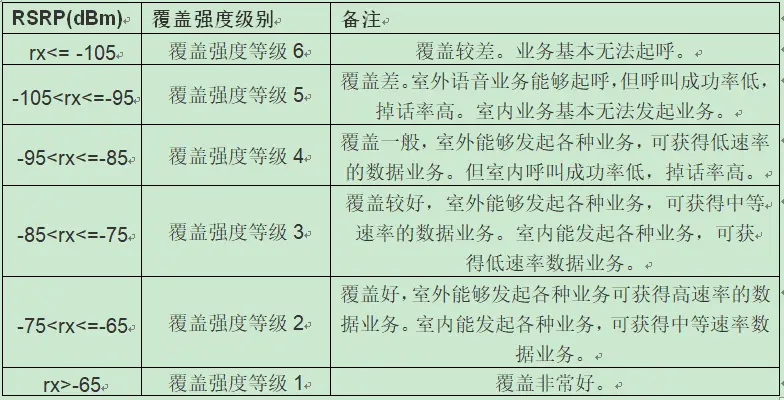 RSRP(dBm) 覆盖强度级别 备注
rx<= -105 覆盖强度等级 6 覆盖较差。业务基本无法起呼。
-105<rx<=-95 覆盖强度等级 5 覆盖差。室外语音业务能够起呼,但呼叫成功率低,
掉话率高。室内业务基本无法发起业务。
-95<rx<=-85 覆盖强度等级 4 覆盖一般,室外能够发起各种业务,可获得低速率
的数据业务。但室内呼叫成功率低,掉话率高。
-85<rx<=-75 覆盖强度等级 3 覆盖较好,室外能够发起各种业务,可获得中等
速率的数据业务。室内能发起各种业务,可获
得低速率数据业务。
-75<rx<=-65 覆盖强度等级 2 覆盖好,室外能够发起各种业务可获得高速率的数
据业务。室内能发起各种业务,可获得中等速率数
据业务。
rx>-65 覆盖强度等级 1 覆盖非常好。